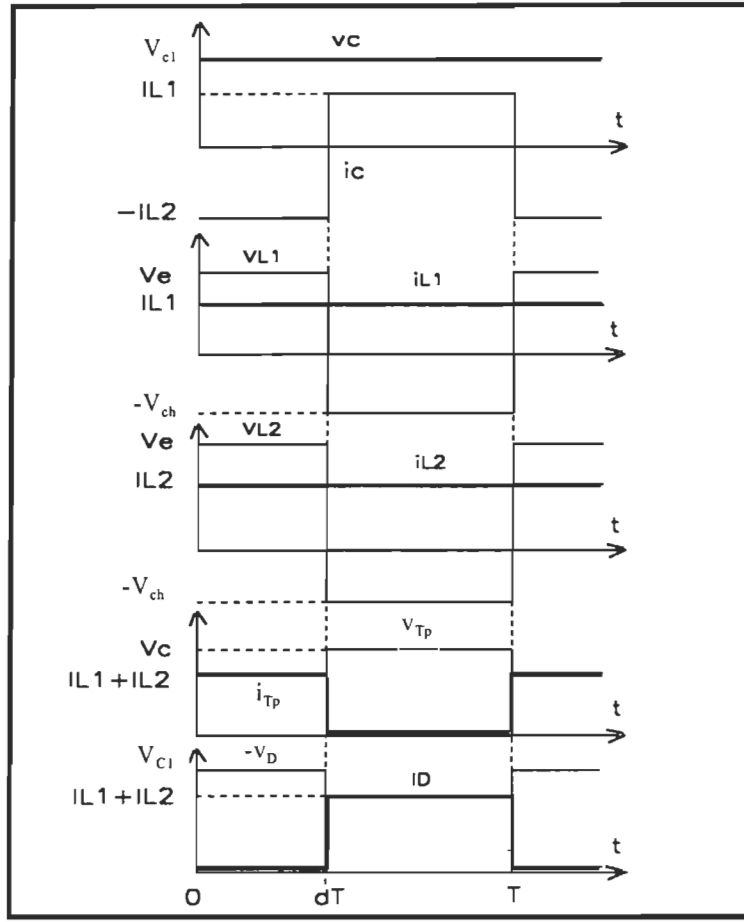 V_c1 vc
IL1
t
ic
-IL2
vL1
Ve iL1
IL1
t
-V_ch
vL2
Ve iL2
IL2
t
-V_ch
v_Tp
Vc
IL1+IL2 i_Tp
t
V_C1 -v_D
IL1+IL2 ID
t
0 dT T